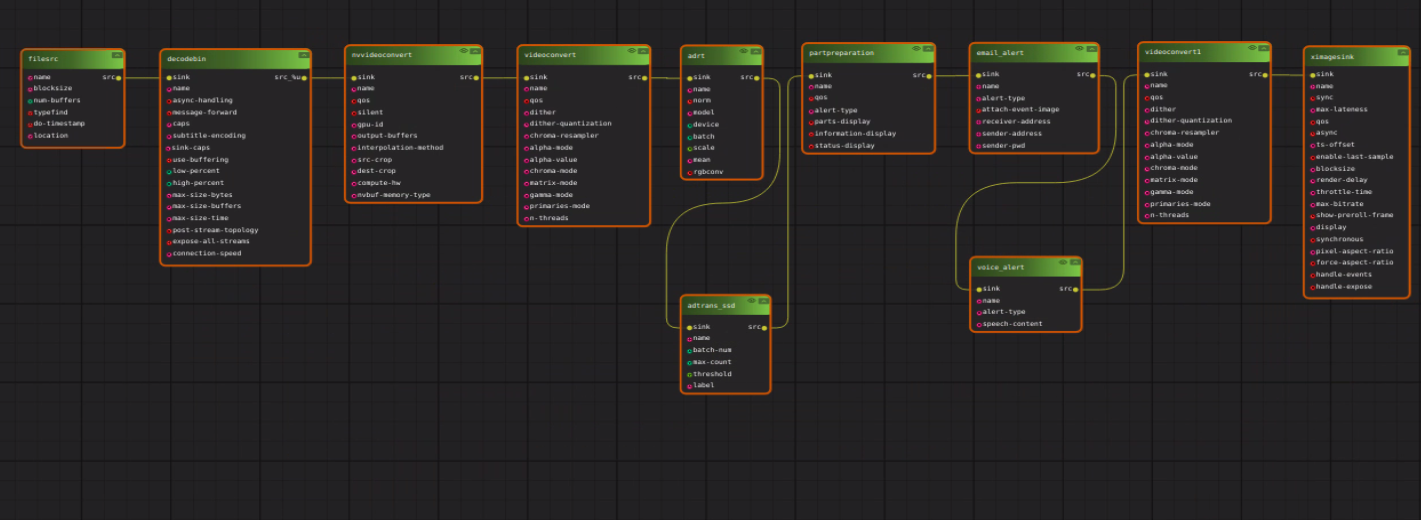 filesrc
name src
blocksize
num-buffers
typefind
do-timestamp
location
decodebin
sink src_%u
name
async-handling
message-forward
caps
subtitle-encoding
sink-caps
use-buffering
low-percent
high-percent
max-size-bytes
max-size-buffers
max-size-time
post-stream-topology
expose-all-streams
connection-speed
nvvideoconvert
sink src
name
qos
silent
gpu-id
output-buffers
interpolation-method
src-crop
dest-crop
compute-hw
nvbuf-memory-type
videoconvert
sink src
name
qos
dither
dither-quantization
chroma-resampler
alpha-mode
alpha-value
chroma-mode
matrix-mode
gamma-mode
primaries-mode
n-threads
adrt
sink src
name
norm
model
device
batch
scale
mean
rgbconv
adtrans_ssd
sink src
name
batch-num
max-count
threshold
label
partpreparation
sink src
name
qos
alert-type
parts-display
information-display
status-display
email_alert
sink src
name
alert-type
attach-event-image
receiver-address
sender-address
sender-pwd
voice_alert
sink src
name
alert-type
speech-content
videoconvert1
sink src
name
qos
dither
dither-quantization
chroma-resampler
alpha-mode
alpha-value
chroma-mode
matrix-mode
gamma-mode
primaries-mode
n-threads
ximagesink
sink
name
sync
max-lateness
qos
async
ts-offset
enable-last-sample
blocksize
render-delay
throttle-time
max-bitrate
show-preroll-frame
display
synchronous
pixel-aspect-ratio
force-aspect-ratio
handle-events
handle-expose